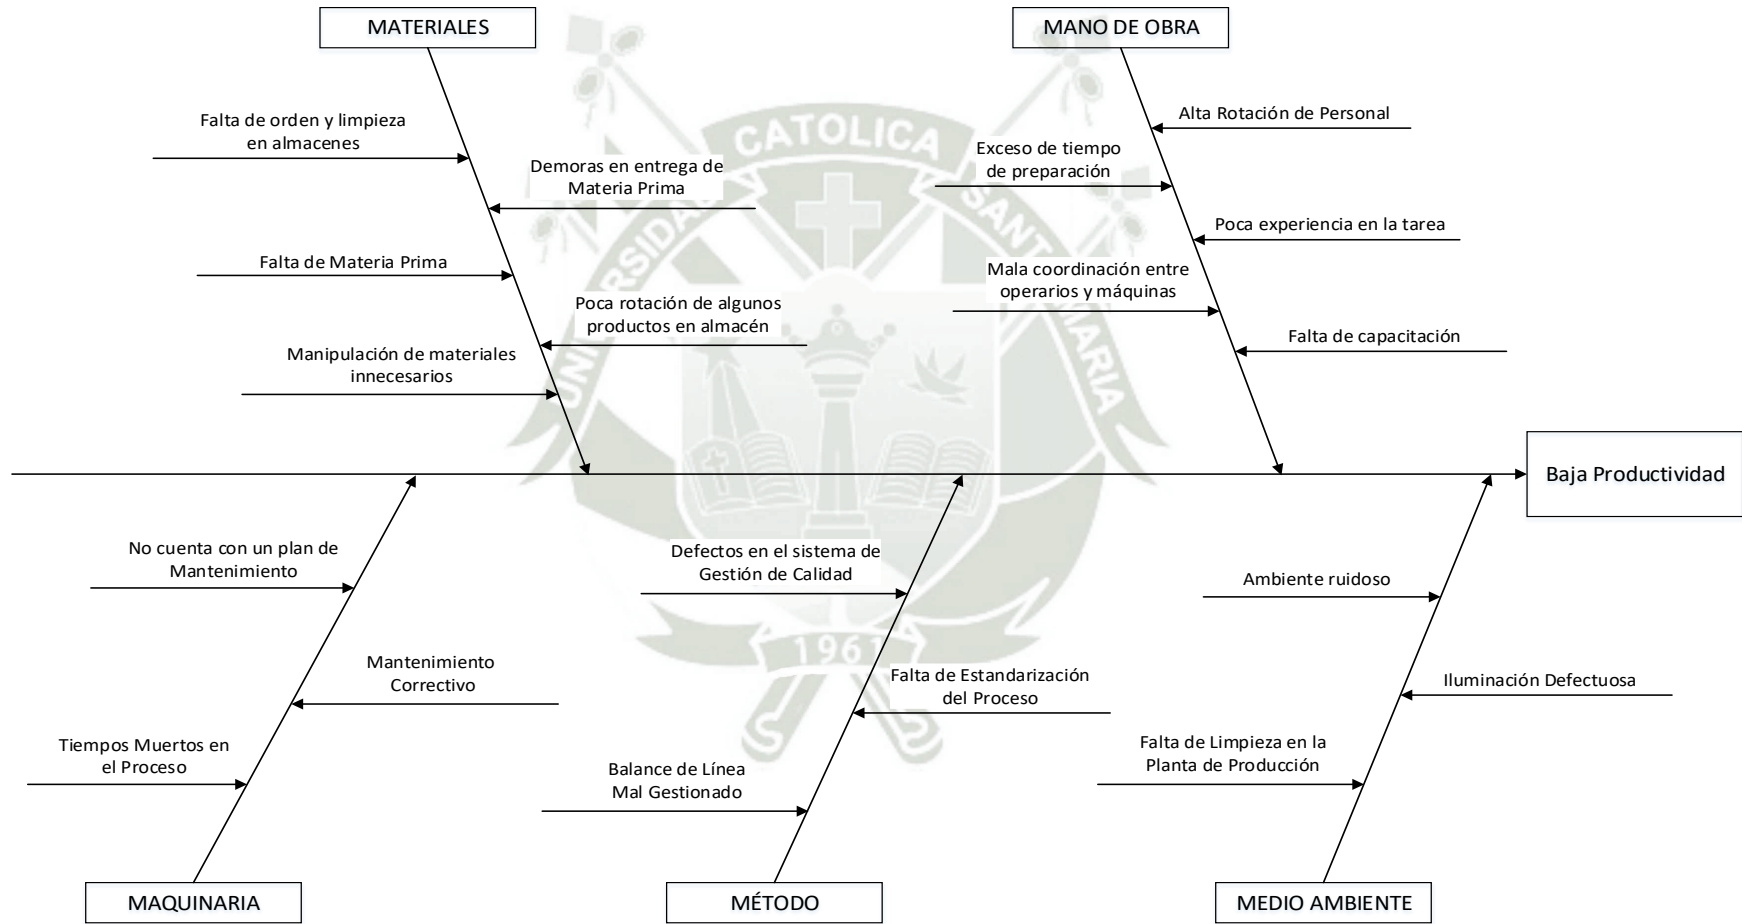 MATERIALES
MANO DE OBRA
Falta de orden y limpieza
en almacenes
Demoras en entrega de
Materia Prima
Falta de Materia Prima
Poca rotación de algunos
productos en almacén
Manipulación de materiales
innecesarios
Alta Rotación de Personal
Exceso de tiempo
de preparación
Poca experiencia en la tarea
Mala coordinación entre
operarios y máquinas
Falta de capacitación
Baja Productividad
No cuenta con un plan de
Mantenimiento
Mantenimiento
Correctivo
Tiempos Muertos en
el Proceso
Defectos en el sistema de
Gestión de Calidad
Falta de Estandarización
del Proceso
Balance de Línea
Mal Gestionado
Ambiente ruidoso
Iluminación Defectuosa
Falta de Limpieza en la
Planta de Producción
MAQUINARIA
MÉTODO
MEDIO AMBIENTE
CATOLICA
1961